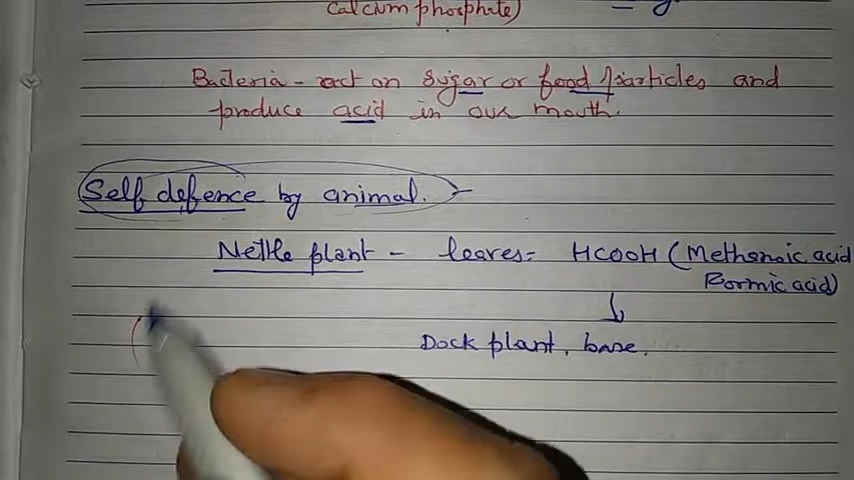 Calcium phosphate)
Bacteria - act on sugar or food particles and
produce acid in our mouth.
Self defence by animal. -
Nettle plant - leaves = HCOOH (Methanoic acid
Formic acid)
↓
Dock plant, base.